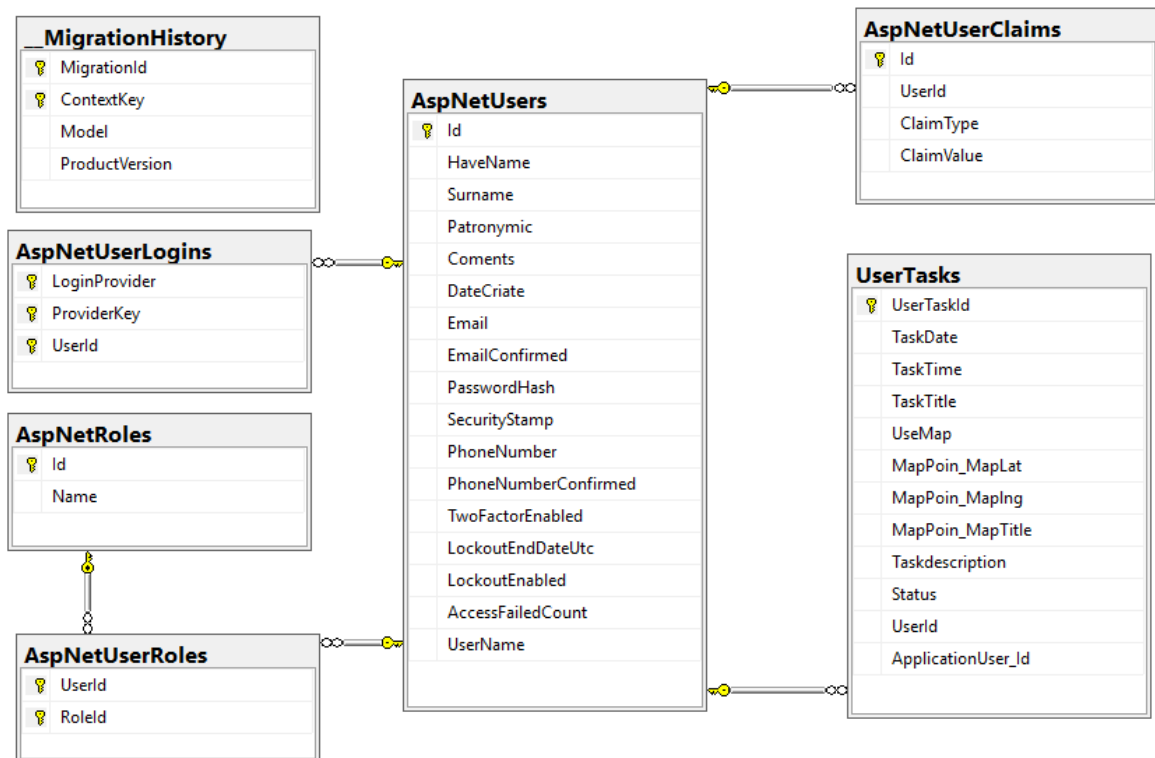 __MigrationHistory
MigrationId
ContextKey
Model
ProductVersion
AspNetUserLogins
LoginProvider
ProviderKey
UserId
AspNetRoles
Id
Name
AspNetUserRoles
UserId
RoleId
AspNetUsers
Id
HaveName
Surname
Patronymic
Coments
DateCriate
Email
EmailConfirmed
PasswordHash
SecurityStamp
PhoneNumber
PhoneNumberConfirmed
TwoFactorEnabled
LockoutEndDateUtc
LockoutEnabled
AccessFailedCount
UserName
AspNetUserClaims
Id
UserId
ClaimType
ClaimValue
UserTasks
UserTaskId
TaskDate
TaskTime
TaskTitle
UseMap
MapPoin_MapLat
MapPoin_MapIng
MapPoin_MapTitle
Taskdescription
Status
UserId
ApplicationUser_Id